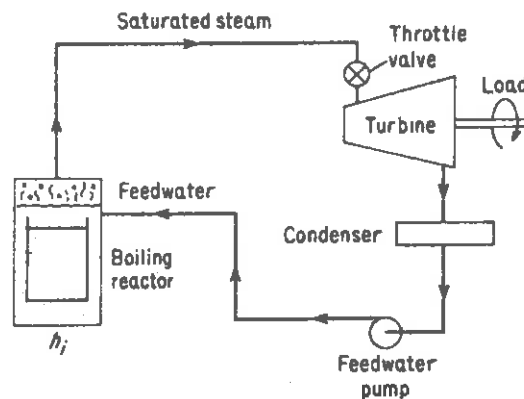 Saturated steam
Throttle
valve
Load
Turbine
Feedwater
Condenser
Boiling
reactor
h_i
Feedwater
pump